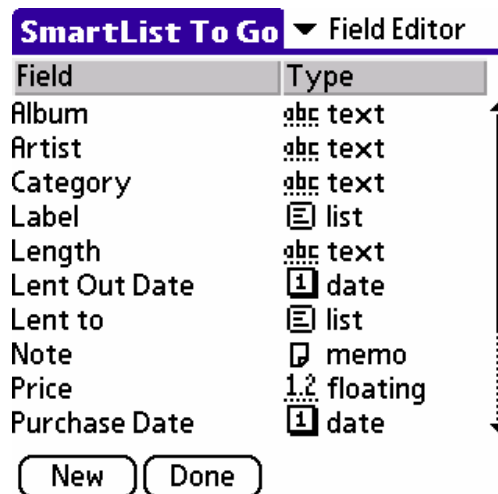 SmartList To Go Field Editor
Field Type
Album abc text
Artist abc text
Category abc text
Label list
Length abc text
Lent Out Date 1 date
Lent to list
Note memo
Price 1.2 floating
Purchase Date 1 date
New Done